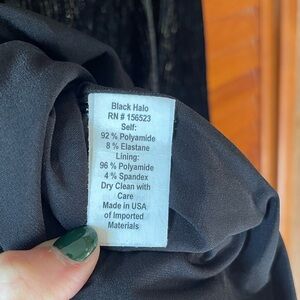 Black Halo
RN # 156523
Self:
92 % Polyamide
8 % Elastane
Lining:
96 % Polyamide
4 % Spandex
Dry Clean with
Care
Made in USA
of Imported
Materials